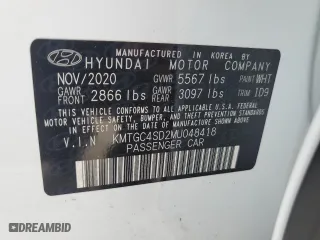 MANUFACTURED IN KOREA BY
HYUNDAI MOTOR COMPANY
NOV/2020 GVWR 5567 lbs PAINT WHT
GAWR FRONT 2866 lbs GAWR REAR 3097 lbs TRIM ID9
THIS VEHICLE CONFORMS TO ALL APPLICABLE U.S. FEDERAL
MOTOR VEHICLE SAFETY, BUMPER, AND THEFT PREVENTION STANDARDS
IN EFFECT ON THE DATE OF MANUFACTURE SHOWN ABOVE.
V.I.N KMTGC4SD2MU048418
PASSENGER CAR
© DRIVEBIDDER.COM